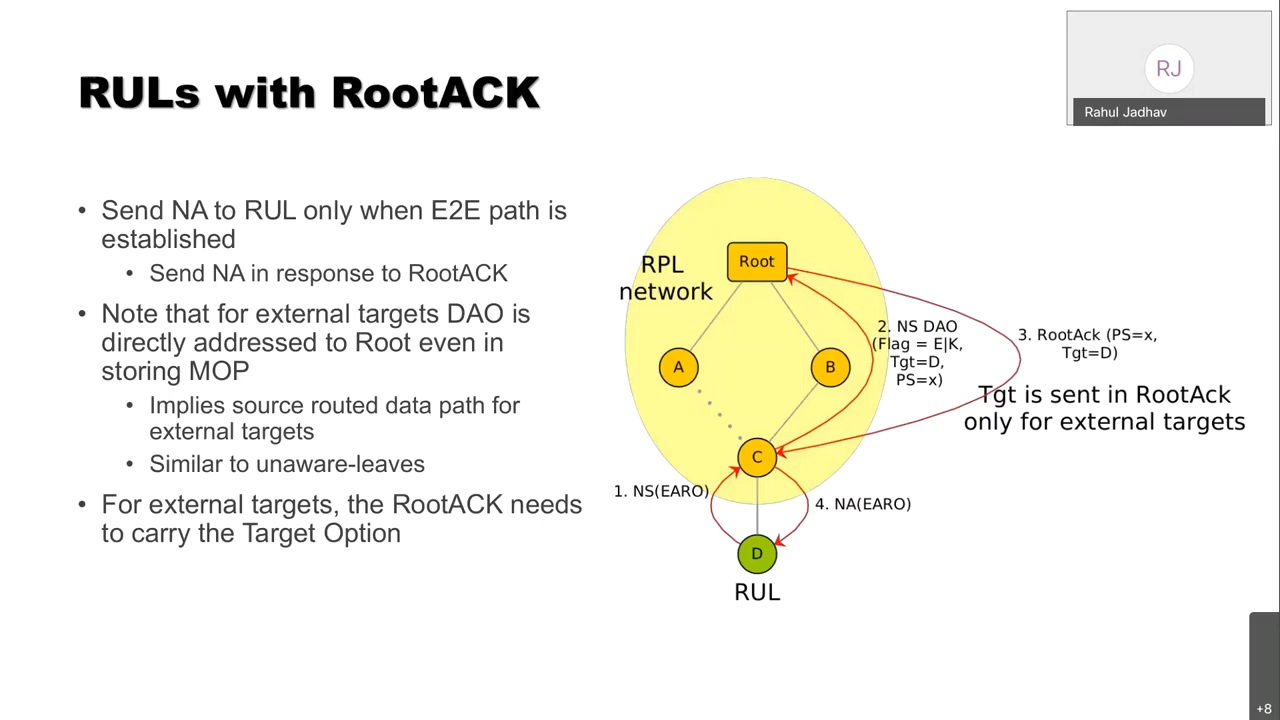 RULs with RootACK
RJ
Rahul Jadhav
• Send NA to RUL only when E2E path is
established
• Send NA in response to RootACK
• Note that for external targets DAO is
directly addressed to Root even in
storing MOP
• Implies source routed data path for
external targets
• Similar to unaware-leaves
• For external targets, the RootACK needs
to carry the Target Option
Root
RPL
network
2. NS DAO
(Flag = E|K,
Tgt=D,
PS=x)
3. RootAck (PS=x,
Tgt=D)
A
B
Tgt is sent in RootAck
only for external targets
C
1. NS(EARO)
4. NA(EARO)
D
RUL
+8